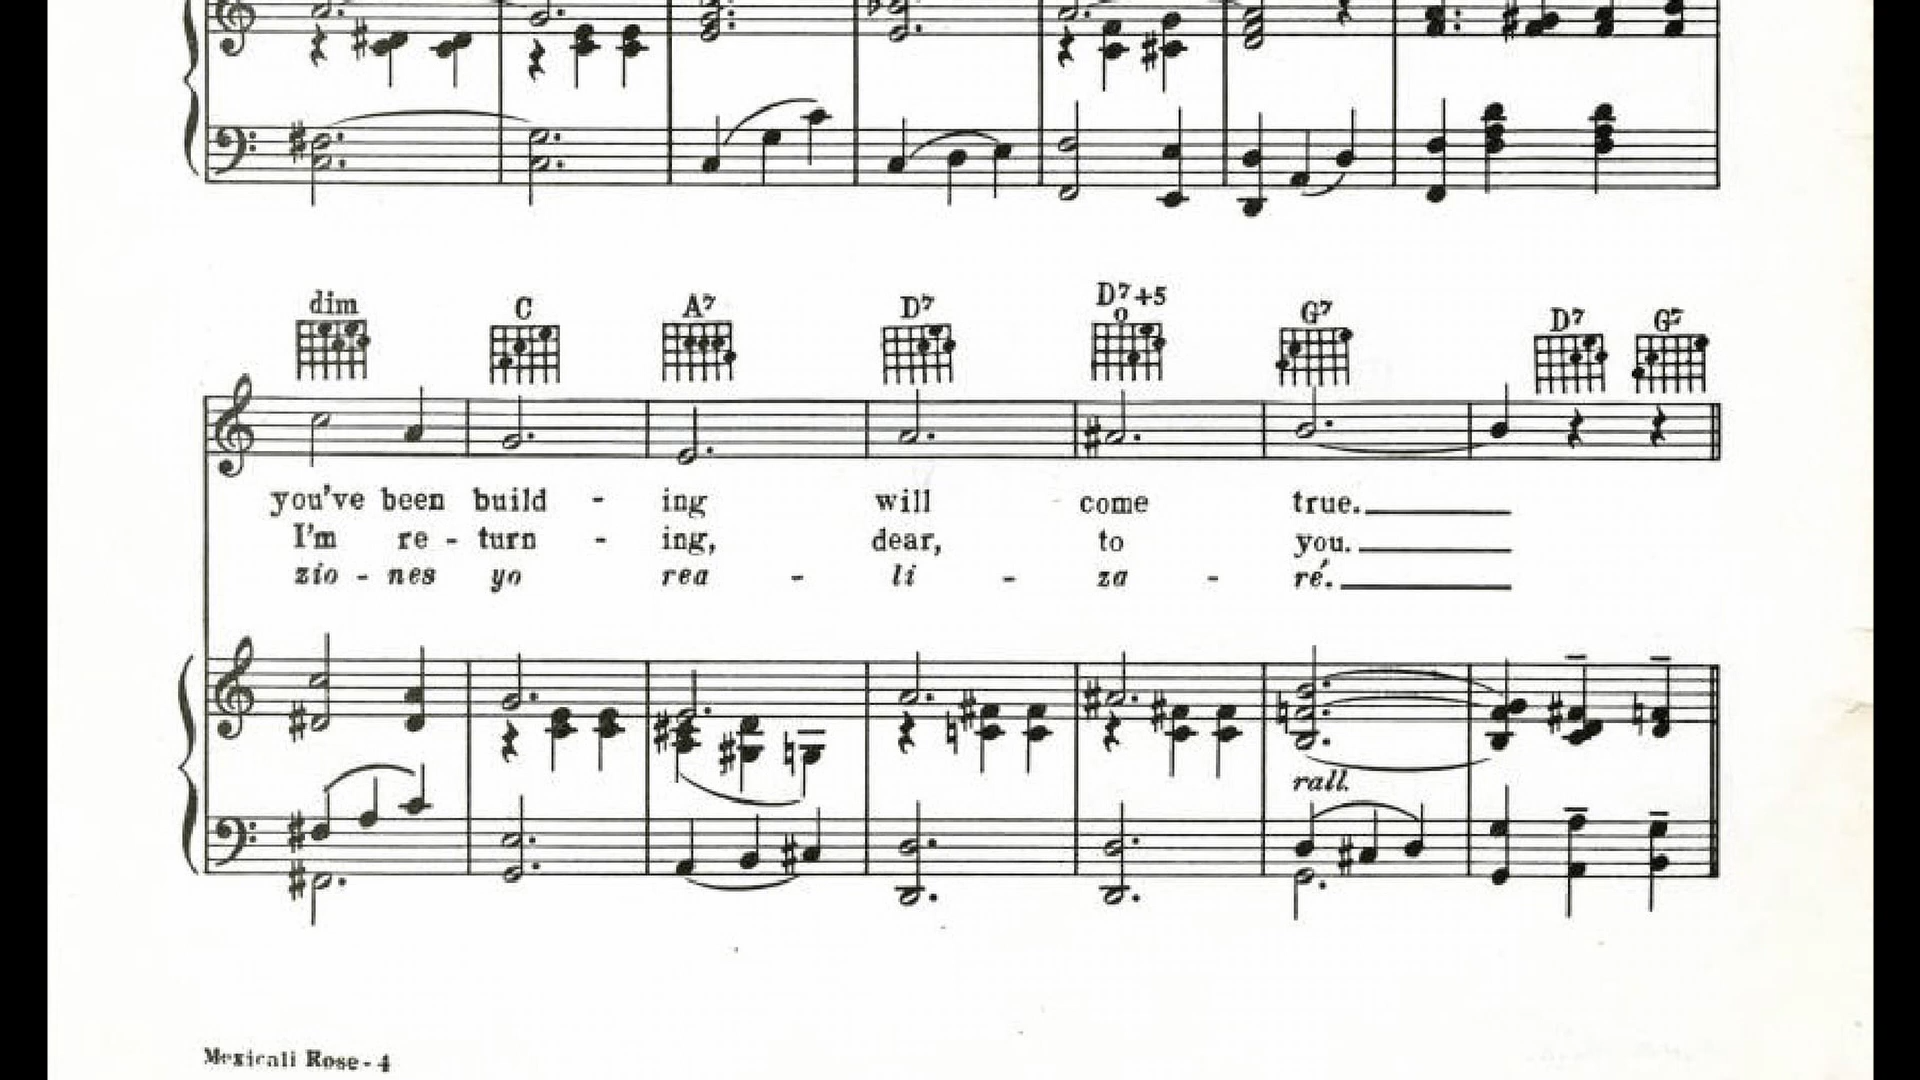 dim C A7 D7 D7+5 G7 D7 G7
you've been build - ing will come true.
I'm re - turn - ing, dear, to you.
zio - nes yo rea - li - za - ré.
rall.
Mexicali Rose - 4